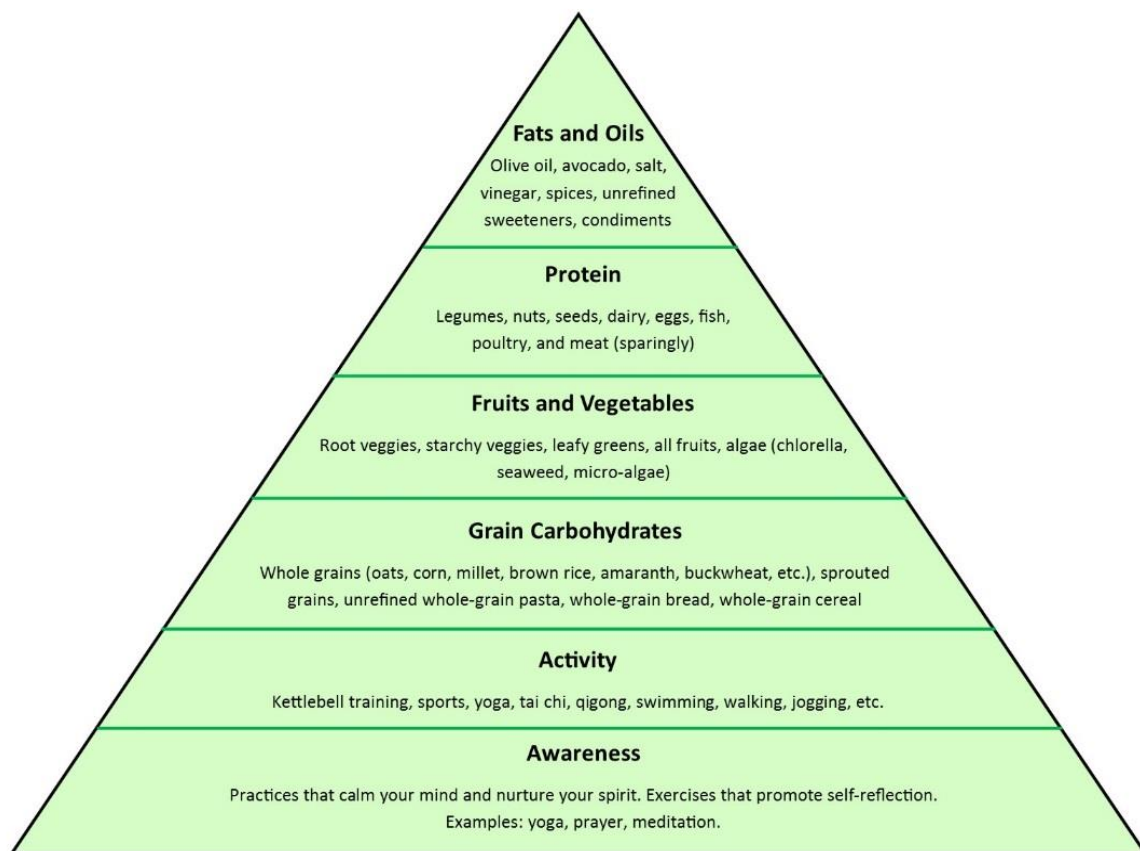 Fats and Oils
Olive oil, avocado, salt,
vinegar, spices, unrefined
sweeteners, condiments
Protein
Legumes, nuts, seeds, dairy, eggs, fish,
poultry, and meat (sparingly)
Fruits and Vegetables
Root veggies, starchy veggies, leafy greens, all fruits, algae (chlorella,
seaweed, micro-algae)
Grain Carbohydrates
Whole grains (oats, corn, millet, brown rice, amaranth, buckwheat, etc.), sprouted
grains, unrefined whole-grain pasta, whole-grain bread, whole-grain cereal
Activity
Kettlebell training, sports, yoga, tai chi, qigong, swimming, walking, jogging, etc.
Awareness
Practices that calm your mind and nurture your spirit. Exercises that promote self-reflection.
Examples: yoga, prayer, meditation.